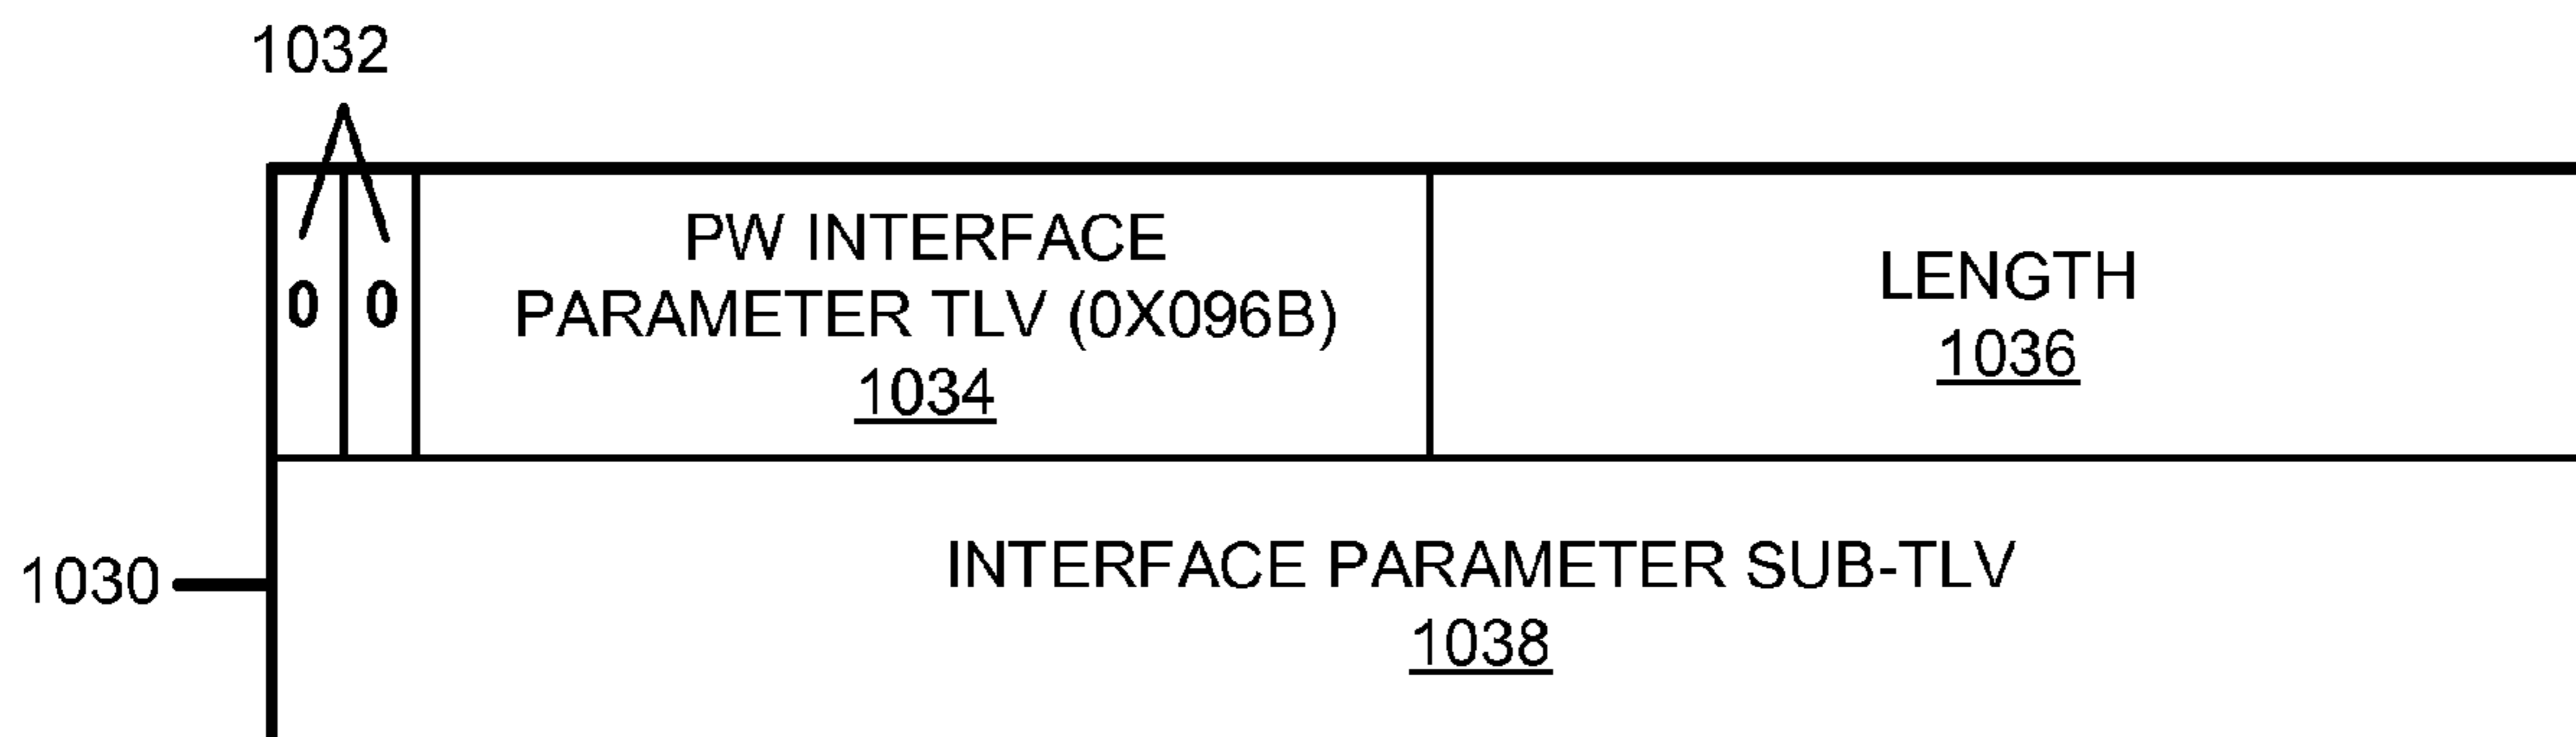 1032
0 0
PW INTERFACE
PARAMETER TLV (0X096B)
1034
LENGTH
1036
1030
INTERFACE PARAMETER SUB-TLV
1038